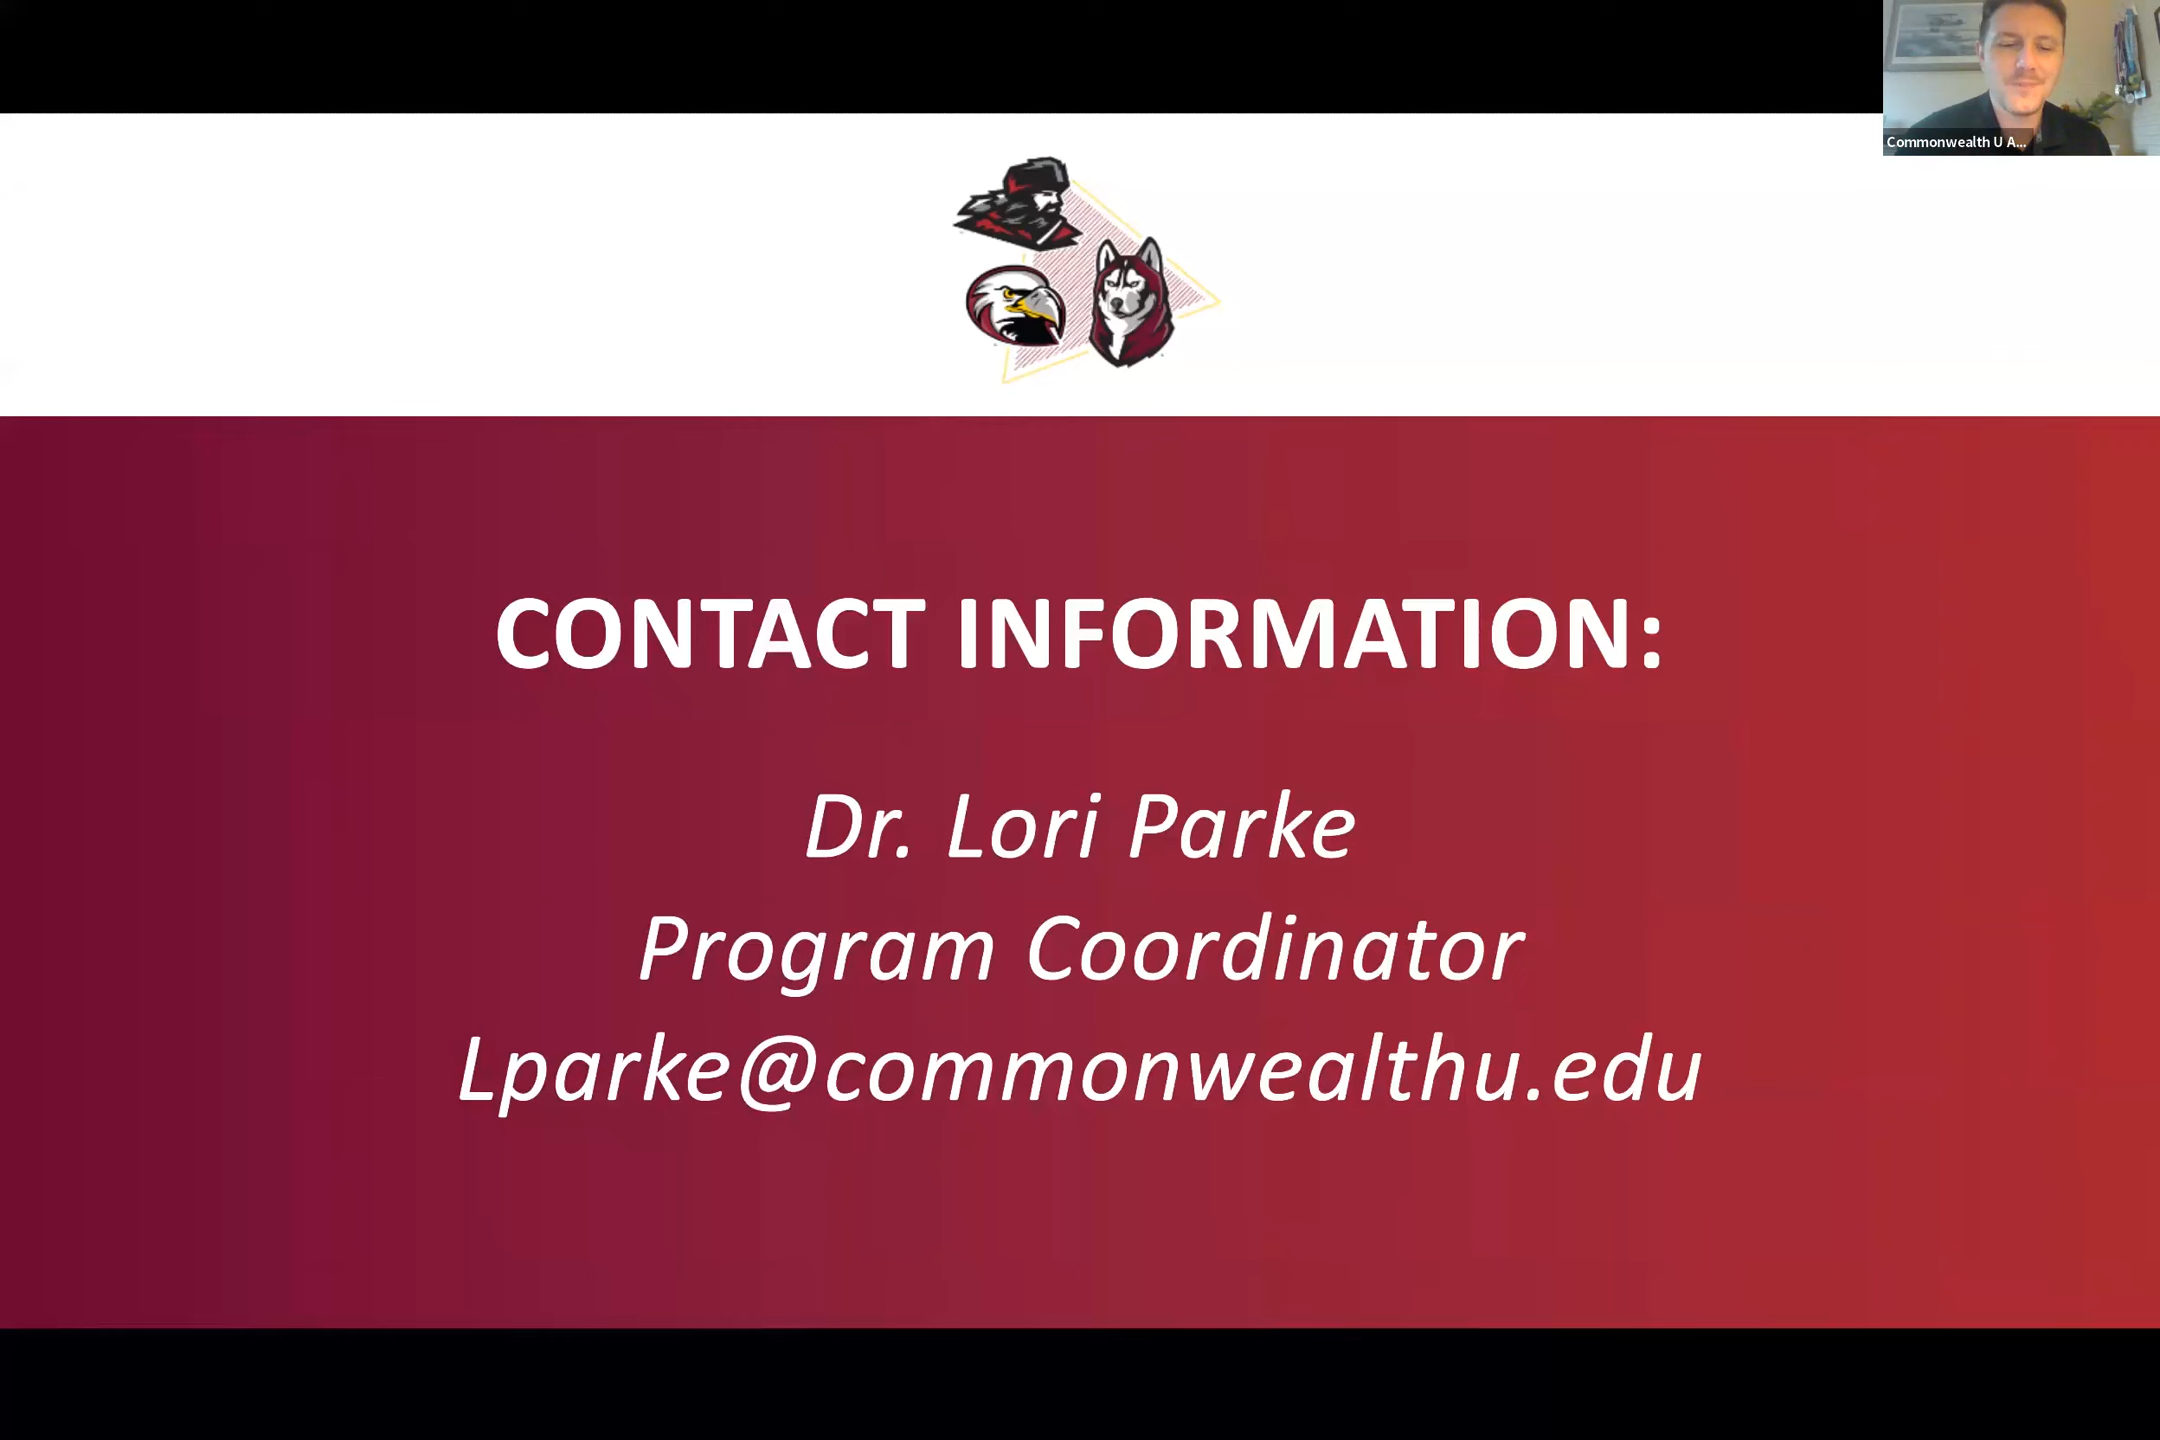 Commonwealth U A...
CONTACT INFORMATION:
Dr. Lori Parke
Program Coordinator
Lparke@commonwealthu.edu